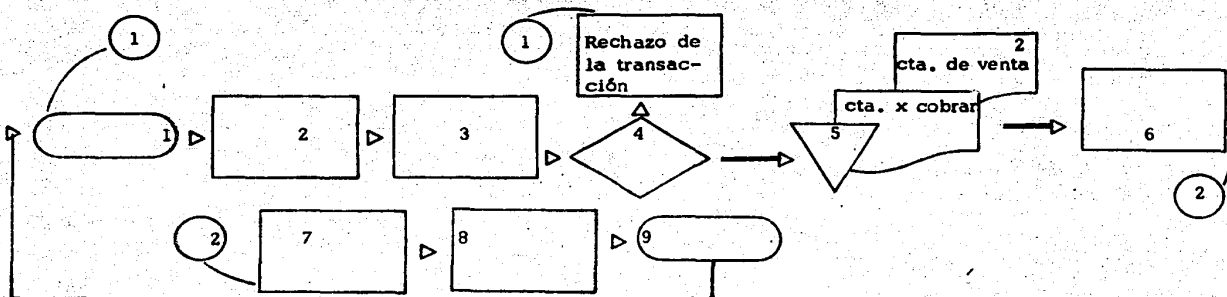 1
1
Rechazo de
la transac-
ción
2
cta. de venta
cta. x cobrar
1
2
3
4
5
6
2
2
7
8
9